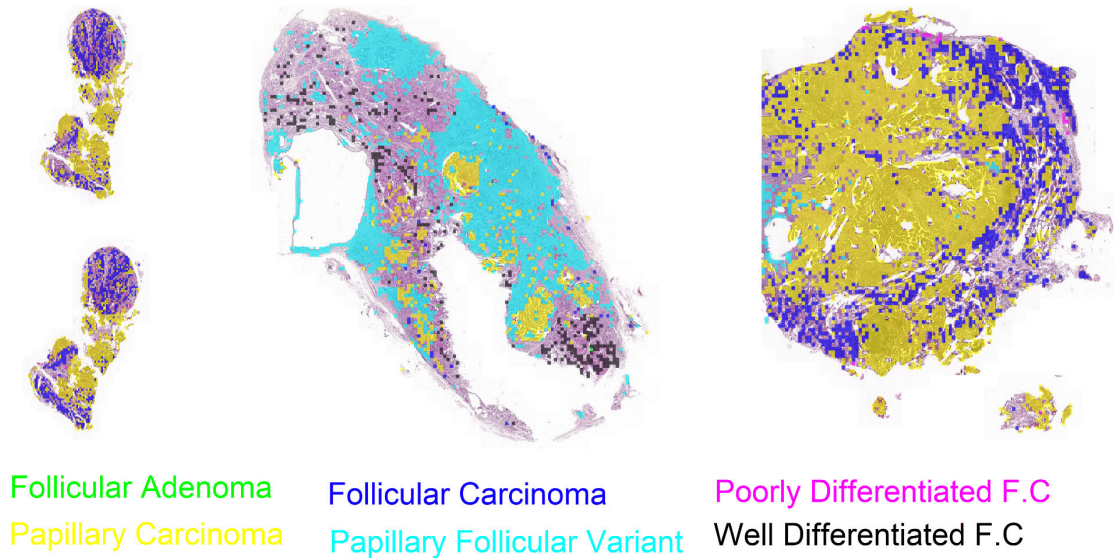 Follicular Adenoma
Follicular Carcinoma
Poorly Differentiated F.C
Papillary Carcinoma
Papillary Follicular Variant
Well Differentiated F.C